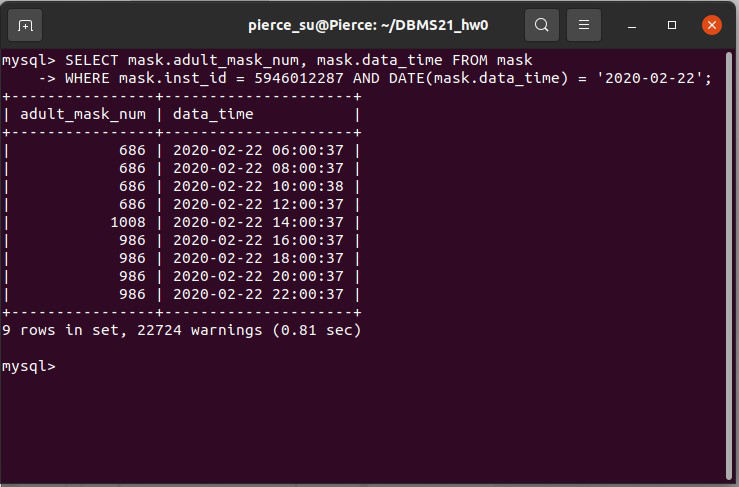 pierce_su@Pierce: ~/DBMS21_hw0
mysql> SELECT mask.adult_mask_num, mask.data_time FROM mask
    -> WHERE mask.inst_id = 5946012287 AND DATE(mask.data_time) = '2020-02-22';
+----------------+---------------------+
| adult_mask_num | data_time           |
+----------------+---------------------+
|            686 | 2020-02-22 06:00:37 |
|            686 | 2020-02-22 08:00:37 |
|            686 | 2020-02-22 10:00:38 |
|            686 | 2020-02-22 12:00:37 |
|           1008 | 2020-02-22 14:00:37 |
|            986 | 2020-02-22 16:00:37 |
|            986 | 2020-02-22 18:00:37 |
|            986 | 2020-02-22 20:00:37 |
|            986 | 2020-02-22 22:00:37 |
+----------------+---------------------+
9 rows in set, 22724 warnings (0.81 sec)
mysql>